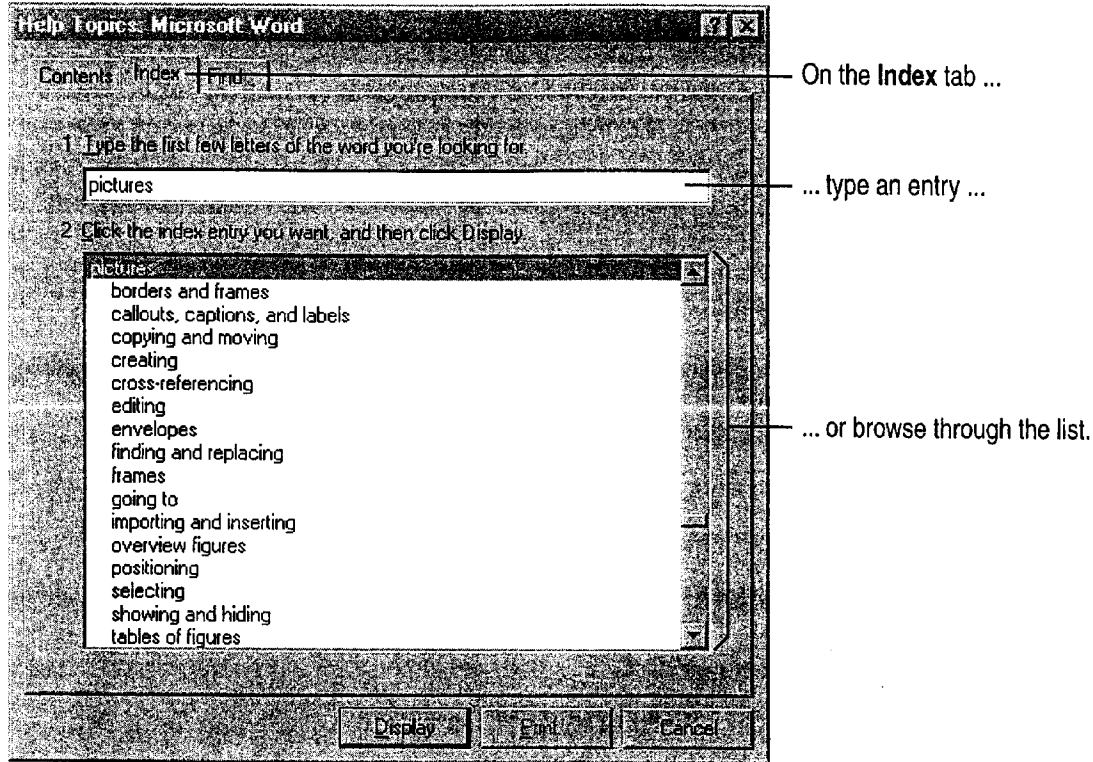 Help Topics: Microsoft Word
Contents Index Find
On the Index tab ...
1 Type the first few letters of the word you're looking for.
pictures
... type an entry ...
2 Click the index entry you want, and then click Display.
pictures
borders and frames
callouts, captions, and labels
copying and moving
creating
cross-referencing
editing
envelopes
finding and replacing
frames
going to
importing and inserting
overview figures
positioning
selecting
showing and hiding
tables of figures
... or browse through the list.
Display Print... Cancel